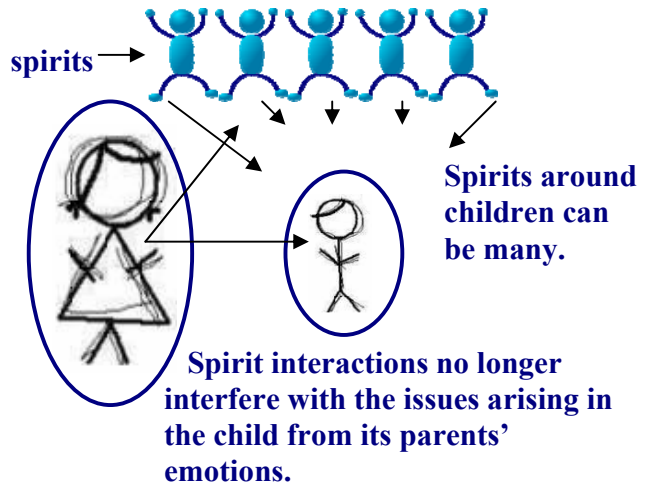 spirits
Spirits around
children can
be many.
Spirit interactions no longer
interfere with the issues arising in
the child from its parents’
emotions.